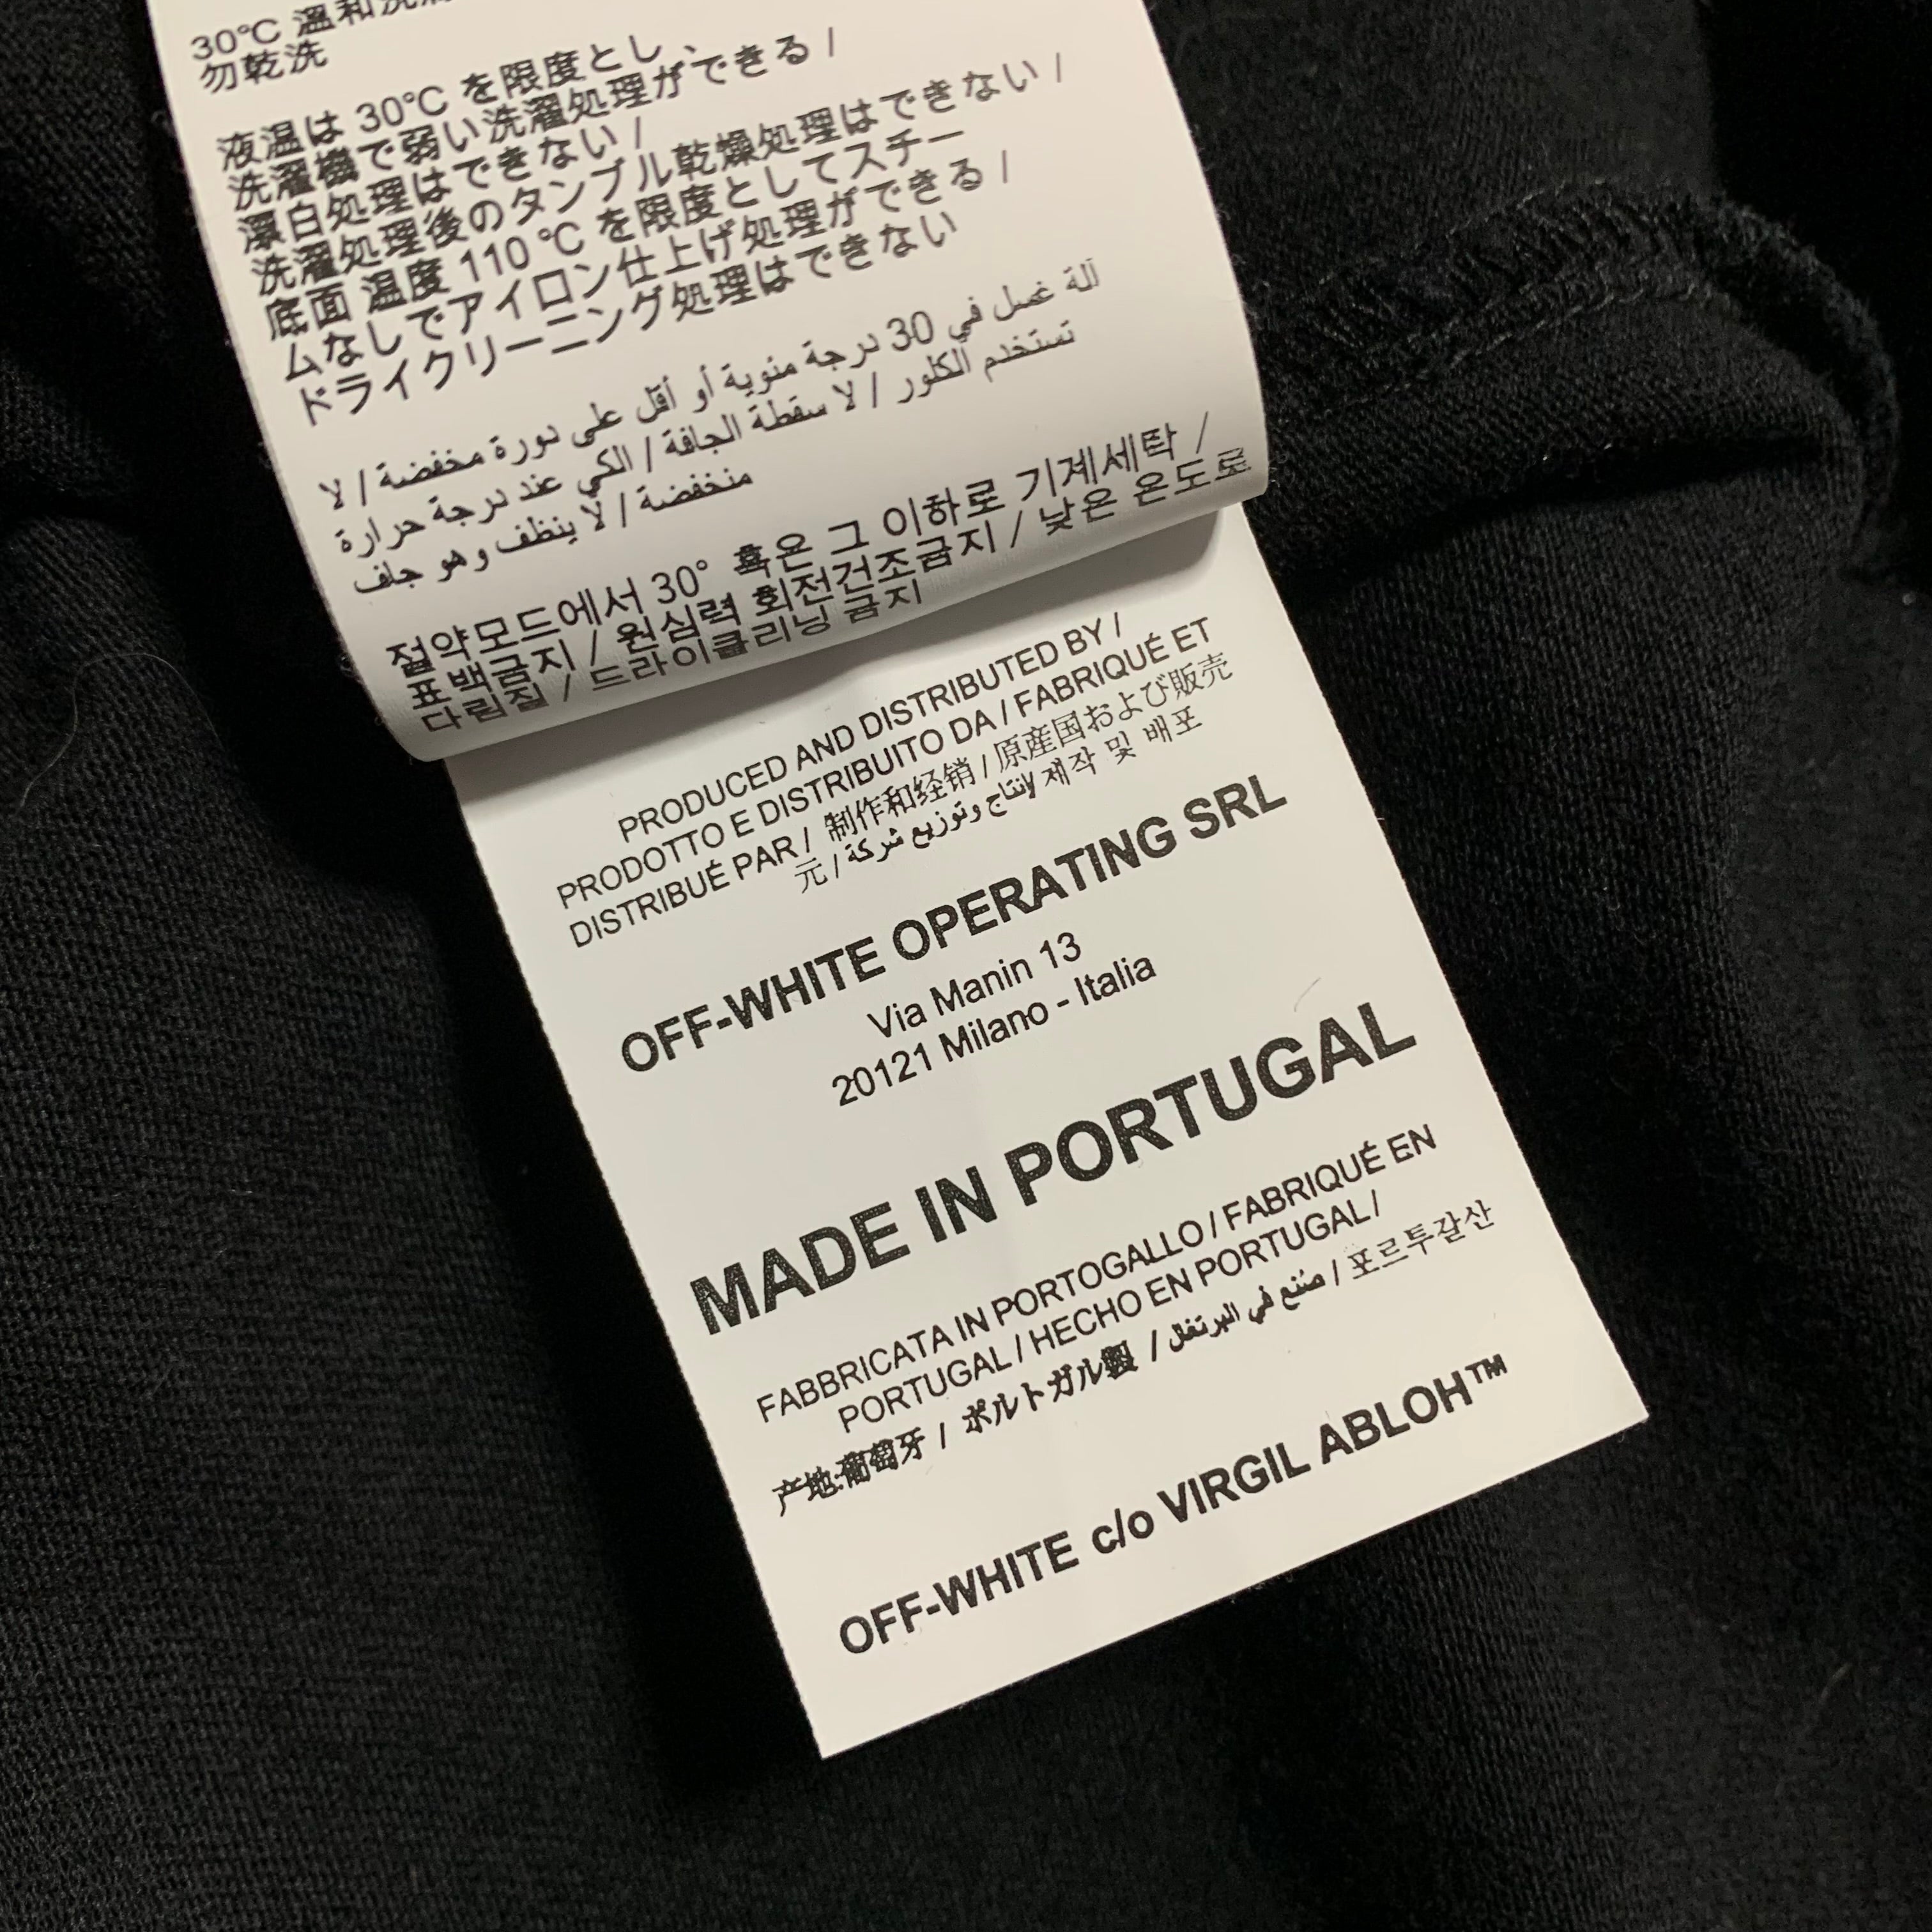 30℃ 溫和洗
勿乾洗
液温は 30℃ を限度とし、
洗濯機で弱い洗濯処理ができる /
漂白処理はできない /
洗濯処理後のタンブル乾燥処理はできない /
底面 温度 110 ℃ を限度としてスチー
ムなしでアイロン仕上げ処理ができる /
ドライクリーニング処理はできない
آلة غسل في 30 درجة منوية أو أقل على دورة مخفضة / لا
تستخدم الكلور / لا سقطة الجافة / الكي عند درجة حرارة
منخفضة / لا ينظف وهو جاف
절약모드에서 30° 혹은 그 이하로 기계세탁 /
표백금지 / 원심력 회전건조금지 / 낮은 온도로
다림질 / 드라이클리닝 금지
PRODUCED AND DISTRIBUTED BY /
PRODOTTO E DISTRIBUITO DA / FABRIQUÉ ET
DISTRIBUÉ PAR / 制作和经销 / 原産国および販売
元 / إنتاج وتوزيع شركة 제작 및 배포
OFF-WHITE OPERATING SRL
Via Manin 13
20121 Milano - Italia
MADE IN PORTUGAL
FABBRICATA IN PORTOGALLO / FABRIQUÉ EN
PORTUGAL / HECHO EN PORTUGAL /
产地:葡萄牙 / ポルトガル製 / صُنع في البرتغال / 포르투갈산
OFF-WHITE c/o VIRGIL ABLOH™